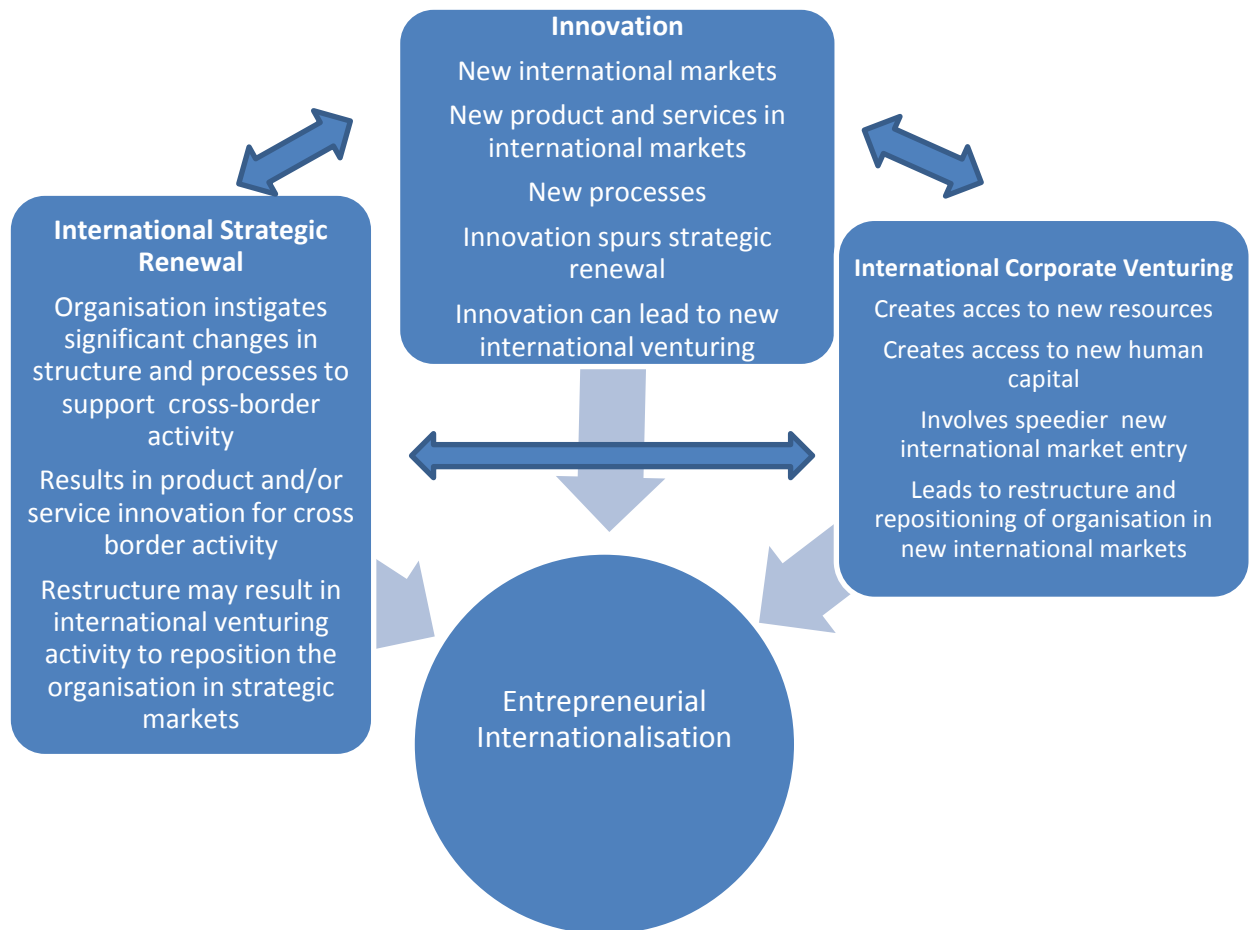 Innovation
New international markets
New product and services in
international markets
New processes
Innovation spurs strategic
renewal
Innovation can lead to new
international venturing
International Strategic
Renewal
Organisation instigates
significant changes in
structure and processes to
support cross-border
activity
Results in product and/or
service innovation for cross
border activity
Restructure may result in
international venturing
activity to reposition the
organisation in strategic
markets
International Corporate Venturing
Creates acces to new resources
Creates access to new human
capital
Involves speedier new
international market entry
Leads to restructure and
repositioning of organisation in
new international markets
Entrepreneurial
Internationalisation